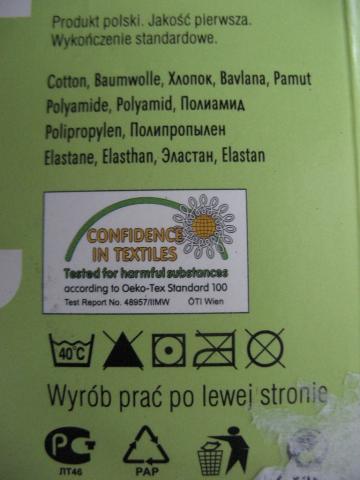 Produkt polski. Jakość pierwsza.
Wykończenie standardowe.
Cotton, Baumwolle, Хлопок, Bavlana, Pamut
Polyamide, Polyamid, Полиамид
Polipropylen, Полипропылен
Elastane, Elasthan, Эластан, Elastan
CONFIDENCE
IN TEXTILES
Tested for harmful substances
according to Oeko-Tex Standard 100
Test Report No. 48957/IIMW ÖTI Wien
40°C
Wyrób prać po lewej stronie
ЛТ46 PAP